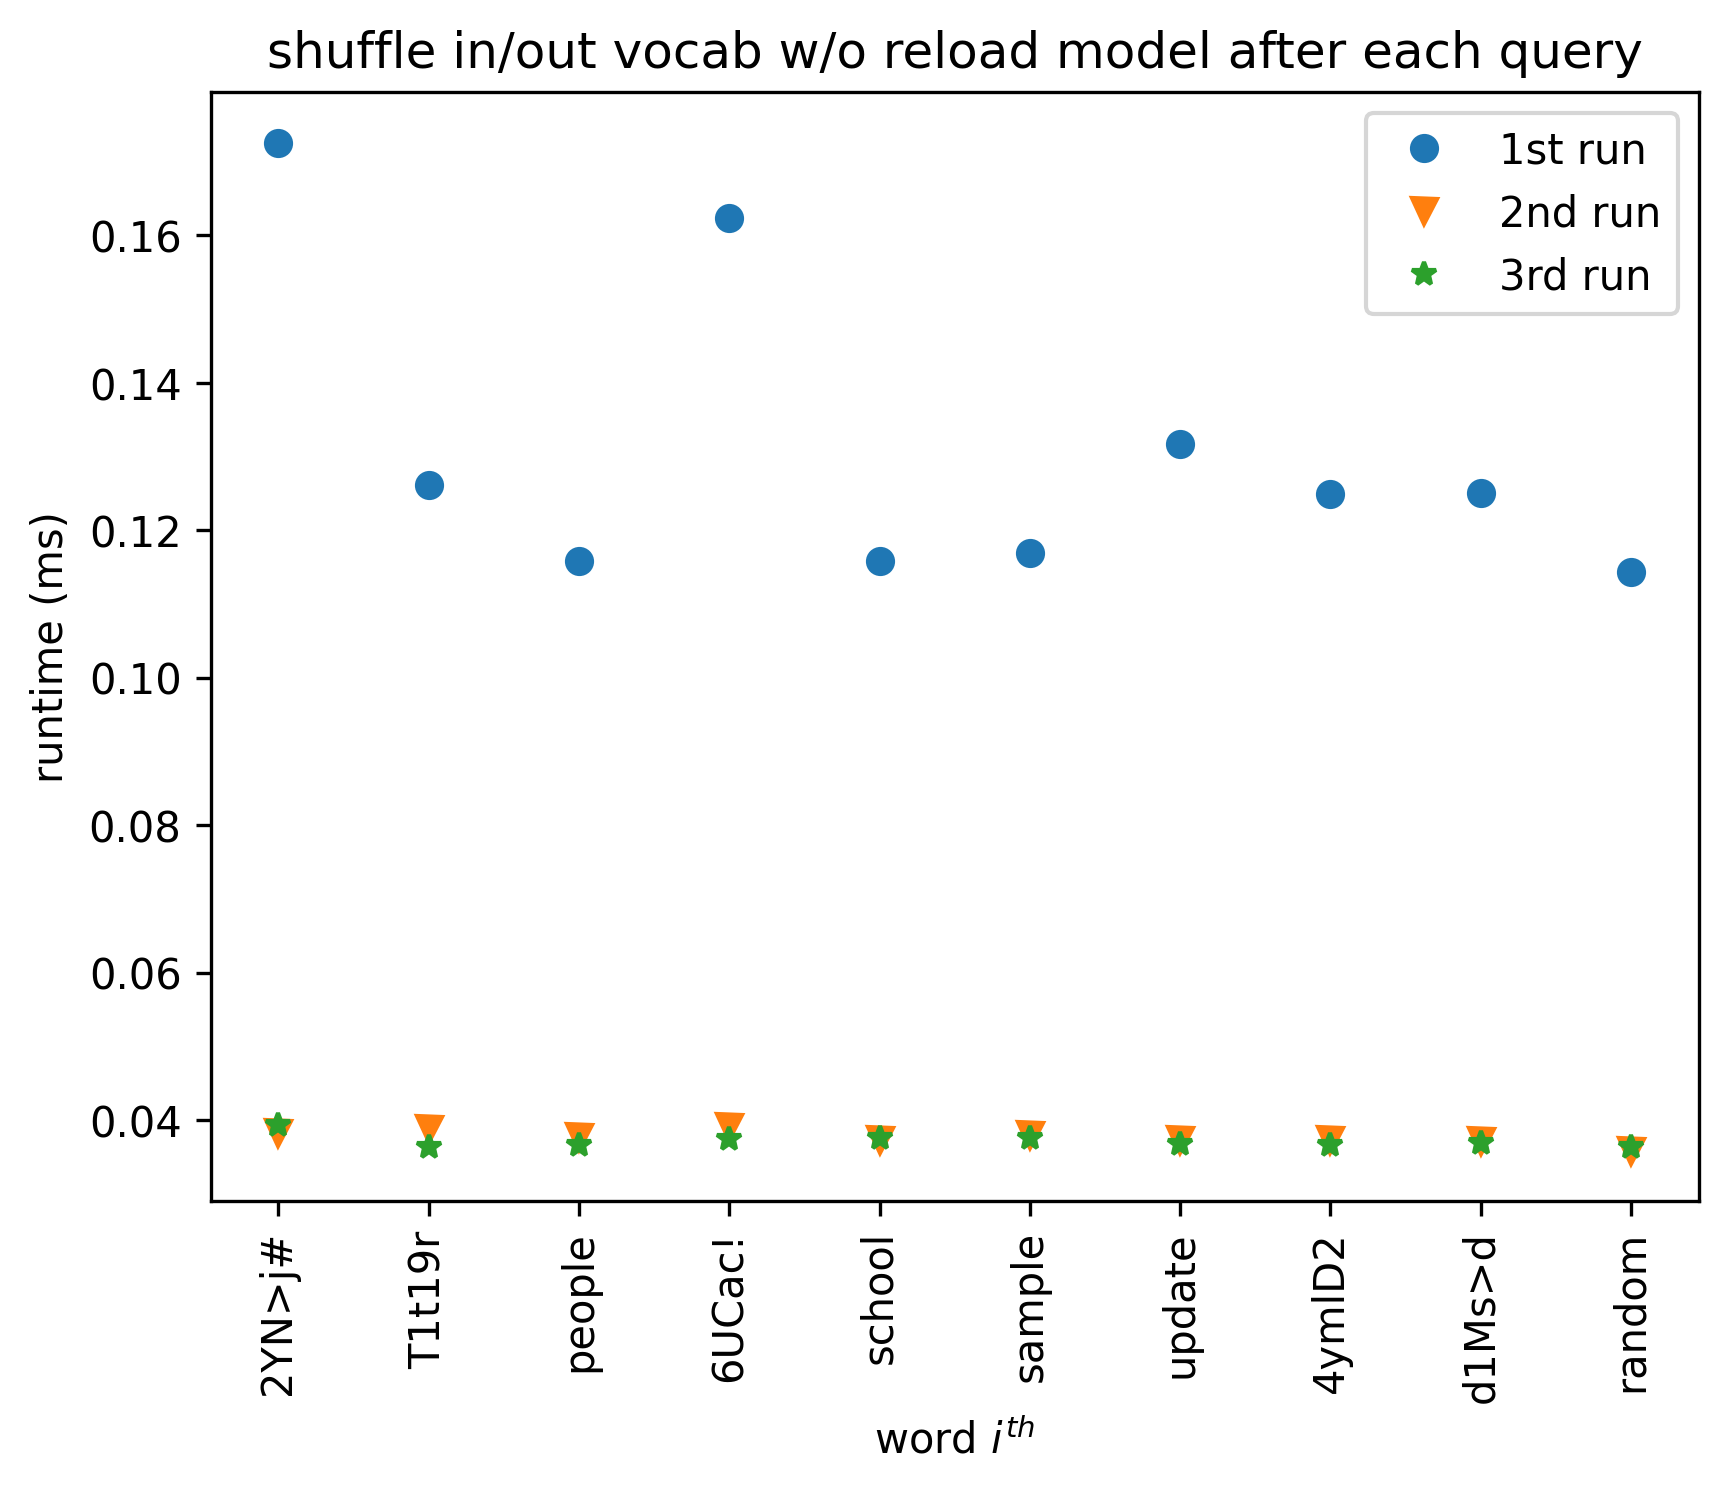 shuffle in/out vocab w/o reload model after each query
1st run
2nd run
3rd run
runtime (ms)
0.16
0.14
0.12
0.10
0.08
0.06
0.04
2YN>j#
T1t19r
people
6UCac!
school
sample
update
4ymlD2
d1Ms>d
random
word i^th